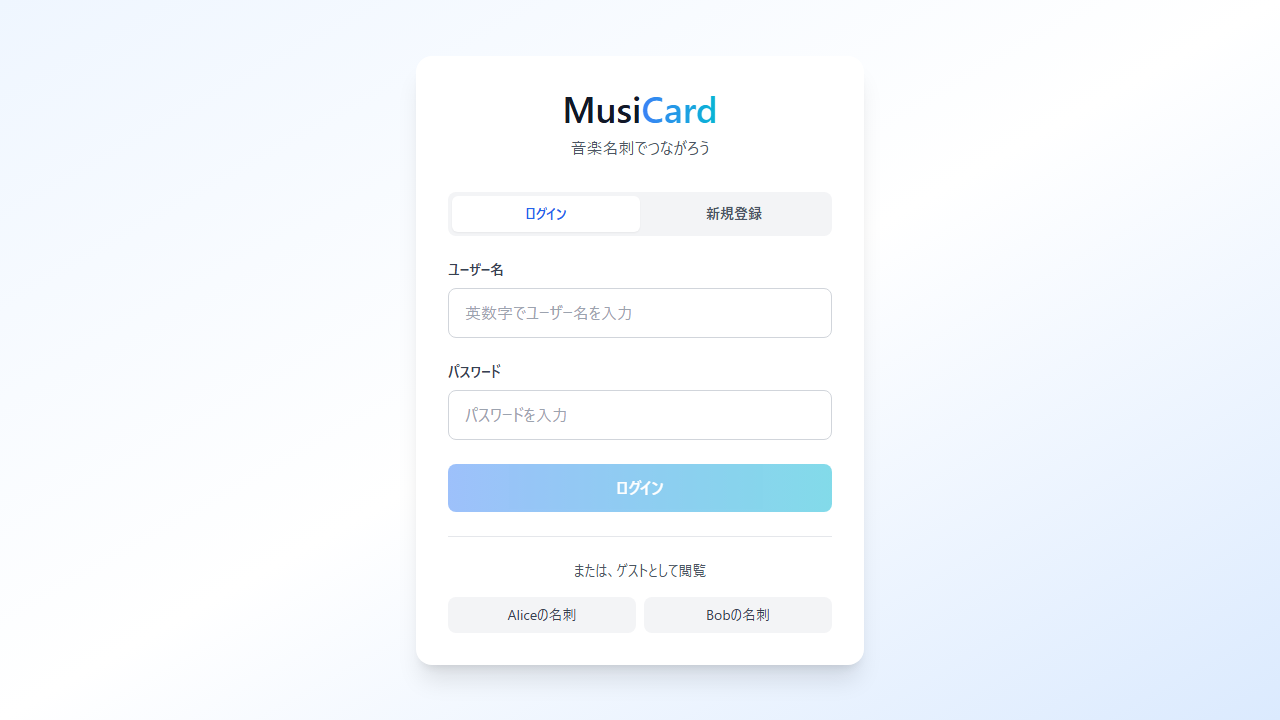 MusiCard
音楽名刺でつながろう
ログイン 新規登録
ユーザー名
英数字でユーザー名を入力
パスワード
パスワードを入力
ログイン
または、ゲストとして閲覧
Aliceの名刺 Bobの名刺